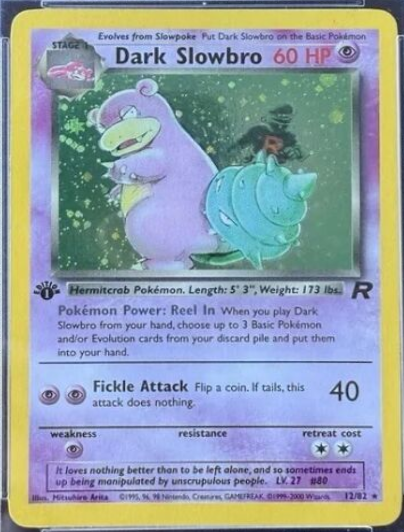 Evolves from Slowpoke Put Dark Slowbro on the Basic Pokémon
STAGE 1
Dark Slowbro 60 HP
R
Hermitcrab Pokémon. Length: 5' 3", Weight: 173 lbs.
1
R
Pokémon Power: Reel In When you play Dark
Slowbro from your hand, choose up to 3 Basic Pokémon
and/or Evolution cards from your discard pile and put them
into your hand.
Fickle Attack Flip a coin. If tails, this
attack does nothing.
40
weakness resistance retreat cost
It loves nothing better than to be left alone, and so sometimes ends
up being manipulated by unscrupulous people. LV. 27 #80
Illus. Mitsuhiro Arita ©1995, 96, 98 Nintendo, Creatures, GAMEFREAK. ©1999-2000 Wizards. 12/82